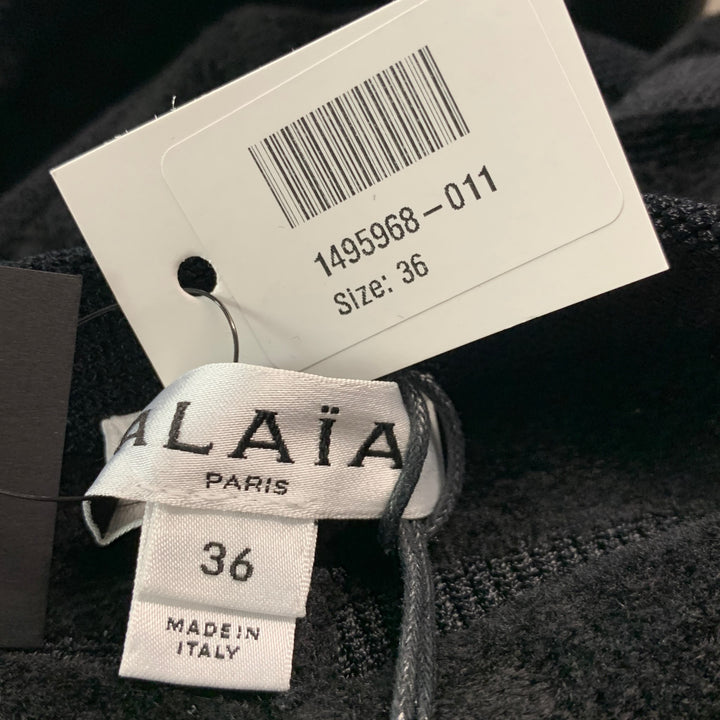 1495968-011
Size: 36
ALAÏA
PARIS
36
MADE IN
ITALY